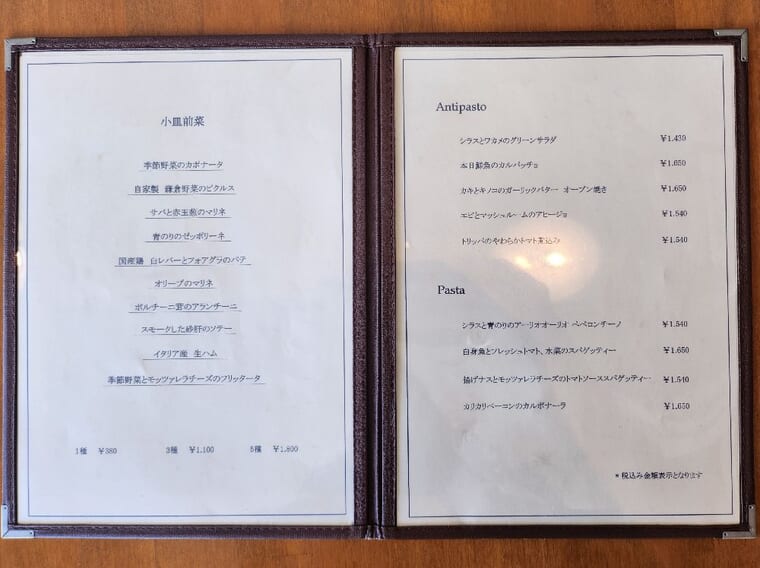 小皿前菜
季節野菜のカポナータ
自家製 鎌倉野菜のピクルス
サバと赤玉葱のマリネ
青のりのゼッポリーネ
国産鶏 白レバーとフォアグラのパテ
オリーブのマリネ
ポルチーニ茸のアランチーニ
スモークした砂肝のソテー
イタリア産 生ハム
季節野菜とモッツァレラチーズのフリッタータ
1種 ¥380 3種 ¥1.100 5種 ¥1.800
Antipasto
シラスとワカメのグリーンサラダ ¥1.430
本日鮮魚のカルパッチョ ¥1.650
カキとキノコのガーリックバター オーブン焼き ¥1.650
エビとマッシュルームのアヒージョ ¥1.540
トリッパのやわらかトマト煮込み ¥1.540
Pasta
シラスと青のりのアーリオオーリオ ペペロンチーノ ¥1.540
白身魚とフレッシュトマト、水菜のスパゲッティー ¥1.650
揚げナスとモッツァレラチーズのトマトソーススパゲッティー ¥1.540
カリカリベーコンのカルボナーラ ¥1.650
*税込み金額表示となります